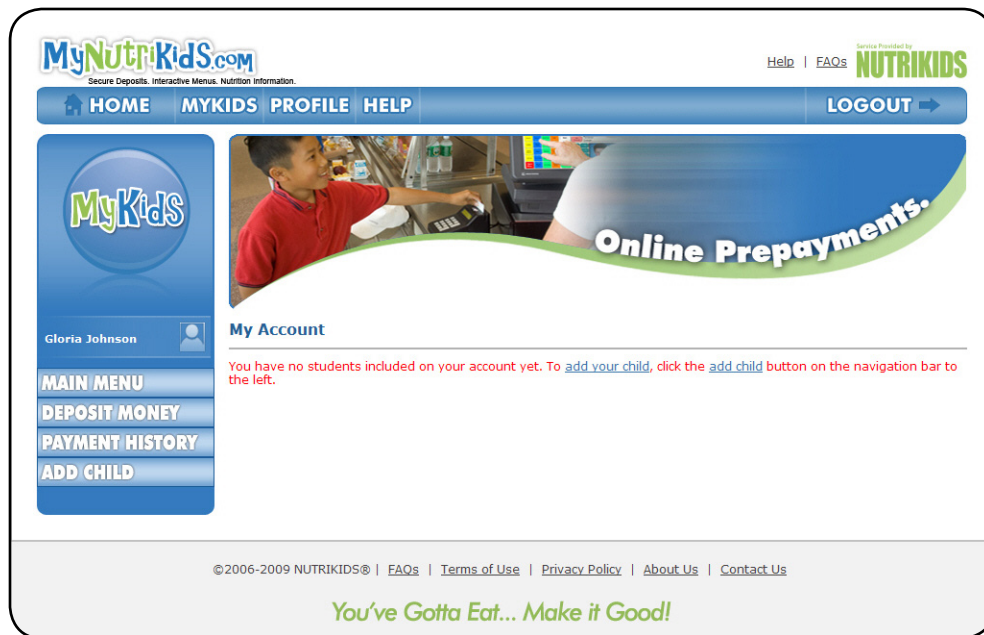 MyNutriKidS.com
Secure Deposits. Interactive Menus. Nutrition Information.
Help | FAQs
Service Provided by
NUTRIKIDS
HOME MYKIDS PROFILE HELP LOGOUT
MyKidS
Online Prepayments.
Gloria Johnson
My Account
You have no students included on your account yet. To add your child, click the add child button on the navigation bar to
the left.
MAIN MENU
DEPOSIT MONEY
PAYMENT HISTORY
ADD CHILD
©2006-2009 NUTRIKIDS® | FAQs | Terms of Use | Privacy Policy | About Us | Contact Us
You've Gotta Eat... Make it Good!